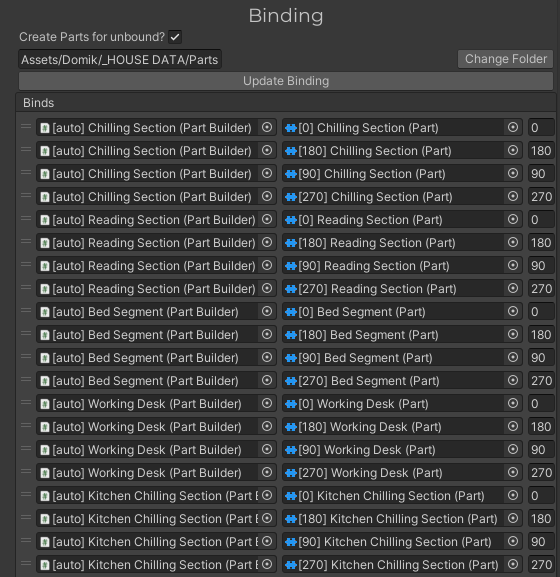 Binding
Create Parts for unbound?
Assets/Domik/_HOUSE DATA/Parts Change Folder
Update Binding
Binds
[auto] Chilling Section (Part Builder) [0] Chilling Section (Part) 0
[auto] Chilling Section (Part Builder) [180] Chilling Section (Part) 180
[auto] Chilling Section (Part Builder) [90] Chilling Section (Part) 90
[auto] Chilling Section (Part Builder) [270] Chilling Section (Part) 270
[auto] Reading Section (Part Builder) [0] Reading Section (Part) 0
[auto] Reading Section (Part Builder) [180] Reading Section (Part) 180
[auto] Reading Section (Part Builder) [90] Reading Section (Part) 90
[auto] Reading Section (Part Builder) [270] Reading Section (Part) 270
[auto] Bed Segment (Part Builder) [0] Bed Segment (Part) 0
[auto] Bed Segment (Part Builder) [180] Bed Segment (Part) 180
[auto] Bed Segment (Part Builder) [90] Bed Segment (Part) 90
[auto] Bed Segment (Part Builder) [270] Bed Segment (Part) 270
[auto] Working Desk (Part Builder) [0] Working Desk (Part) 0
[auto] Working Desk (Part Builder) [180] Working Desk (Part) 180
[auto] Working Desk (Part Builder) [90] Working Desk (Part) 90
[auto] Working Desk (Part Builder) [270] Working Desk (Part) 270
[auto] Kitchen Chilling Section (Part [0] Kitchen Chilling Section (Part) 0
[auto] Kitchen Chilling Section (Part [180] Kitchen Chilling Section (Part) 180
[auto] Kitchen Chilling Section (Part [90] Kitchen Chilling Section (Part) 90
[auto] Kitchen Chilling Section (Part [270] Kitchen Chilling Section (Part) 270